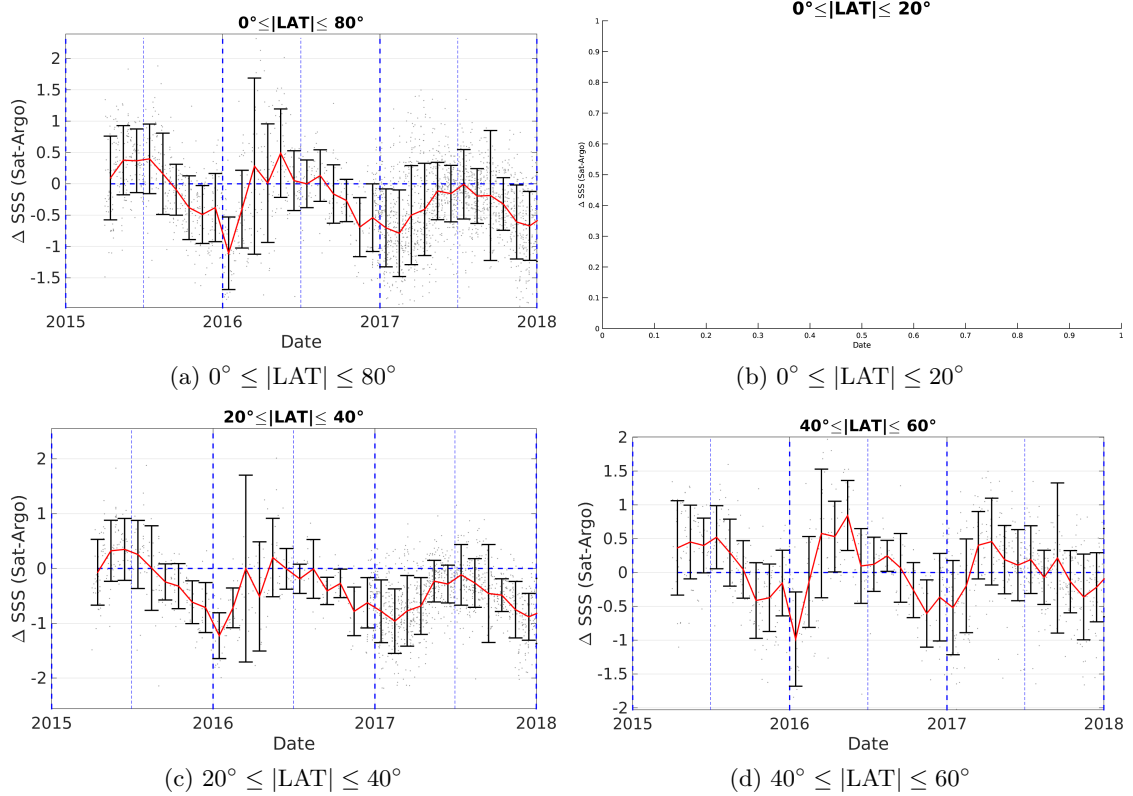 0°≤|LAT|≤ 80°
Δ SSS (Sat-Argo)
2
1.5
1
0.5
0
-0.5
-1
-1.5
2015 2016 2017 2018
Date
(a) 0° ≤ |LAT| ≤ 80°
0°≤|LAT|≤ 20°
Δ SSS (Sat-Argo)
1
0.9
0.8
0.7
0.6
0.5
0.4
0.3
0.2
0.1
0
0 0.1 0.2 0.3 0.4 0.5 0.6 0.7 0.8 0.9 1
Date
(b) 0° ≤ |LAT| ≤ 20°
20°≤|LAT|≤ 40°
Δ SSS (Sat-Argo)
2
1
0
-1
-2
2015 2016 2017 2018
Date
(c) 20° ≤ |LAT| ≤ 40°
40°≤|LAT|≤ 60°
Δ SSS (Sat-Argo)
2
1.5
1
0.5
0
-0.5
-1
-1.5
-2
2015 2016 2017 2018
Date
(d) 40° ≤ |LAT| ≤ 60°